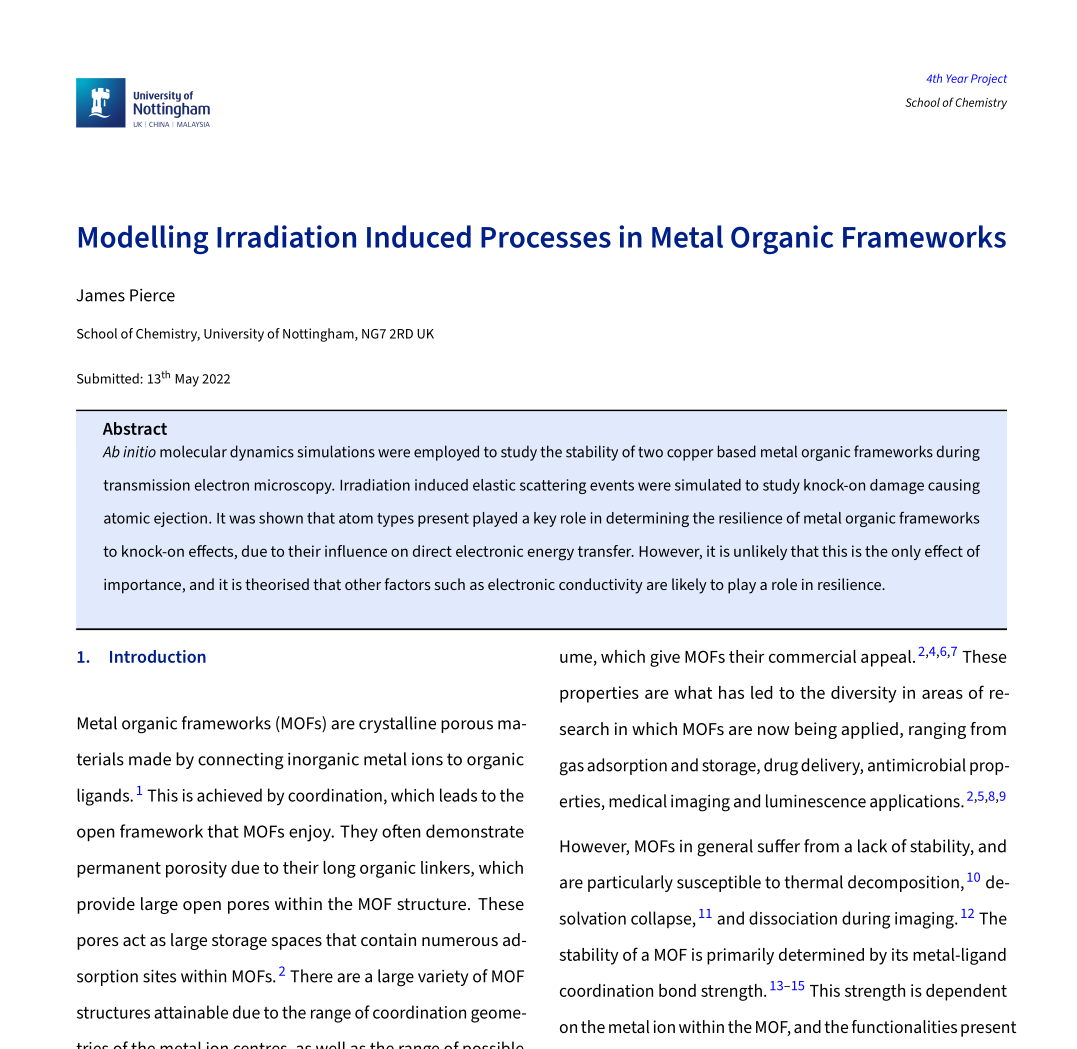 University of
Nottingham
UK | CHINA | MALAYSIA
4th Year Project
School of Chemistry
Modelling Irradiation Induced Processes in Metal Organic Frameworks
James Pierce
School of Chemistry, University of Nottingham, NG7 2RD UK
Submitted: 13th May 2022
Abstract
Ab initio molecular dynamics simulations were employed to study the stability of two copper based metal organic frameworks during
transmission electron microscopy. Irradiation induced elastic scattering events were simulated to study knock-on damage causing
atomic ejection. It was shown that atom types present played a key role in determining the resilience of metal organic frameworks
to knock-on effects, due to their influence on direct electronic energy transfer. However, it is unlikely that this is the only effect of
importance, and it is theorised that other factors such as electronic conductivity are likely to play a role in resilience.
1. Introduction
Metal organic frameworks (MOFs) are crystalline porous ma-
terials made by connecting inorganic metal ions to organic
ligands.1 This is achieved by coordination, which leads to the
open framework that MOFs enjoy. They often demonstrate
permanent porosity due to their long organic linkers, which
provide large open pores within the MOF structure. These
pores act as large storage spaces that contain numerous ad-
sorption sites within MOFs.2 There are a large variety of MOF
structures attainable due to the range of coordination geome-
tries of the metal ion centres, as well as the range of possible
ume, which give MOFs their commercial appeal.2,4,6,7 These
properties are what has led to the diversity in areas of re-
search in which MOFs are now being applied, ranging from
gas adsorption and storage, drug delivery, antimicrobial prop-
erties, medical imaging and luminescence applications.2,5,8,9
However, MOFs in general suffer from a lack of stability, and
are particularly susceptible to thermal decomposition,10 de-
solvation collapse,11 and dissociation during imaging.12 The
stability of a MOF is primarily determined by its metal-ligand
coordination bond strength.13–15 This strength is dependent
on the metal ion within the MOF, and the functionalities present